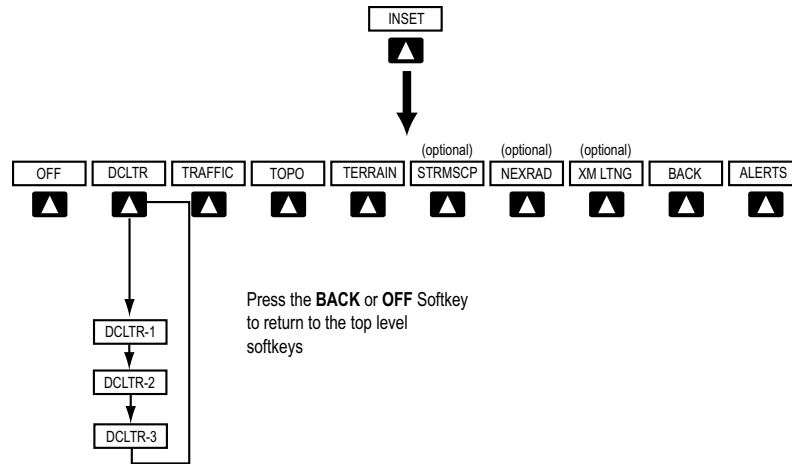 INSET
(optional) (optional) (optional)
OFF DCLTR TRAFFIC TOPO TERRAIN STRMSCP NEXRAD XM LTNG BACK ALERTS
Press the BACK or OFF Softkey
to return to the top level
softkeys
DCLTR-1
DCLTR-2
DCLTR-3